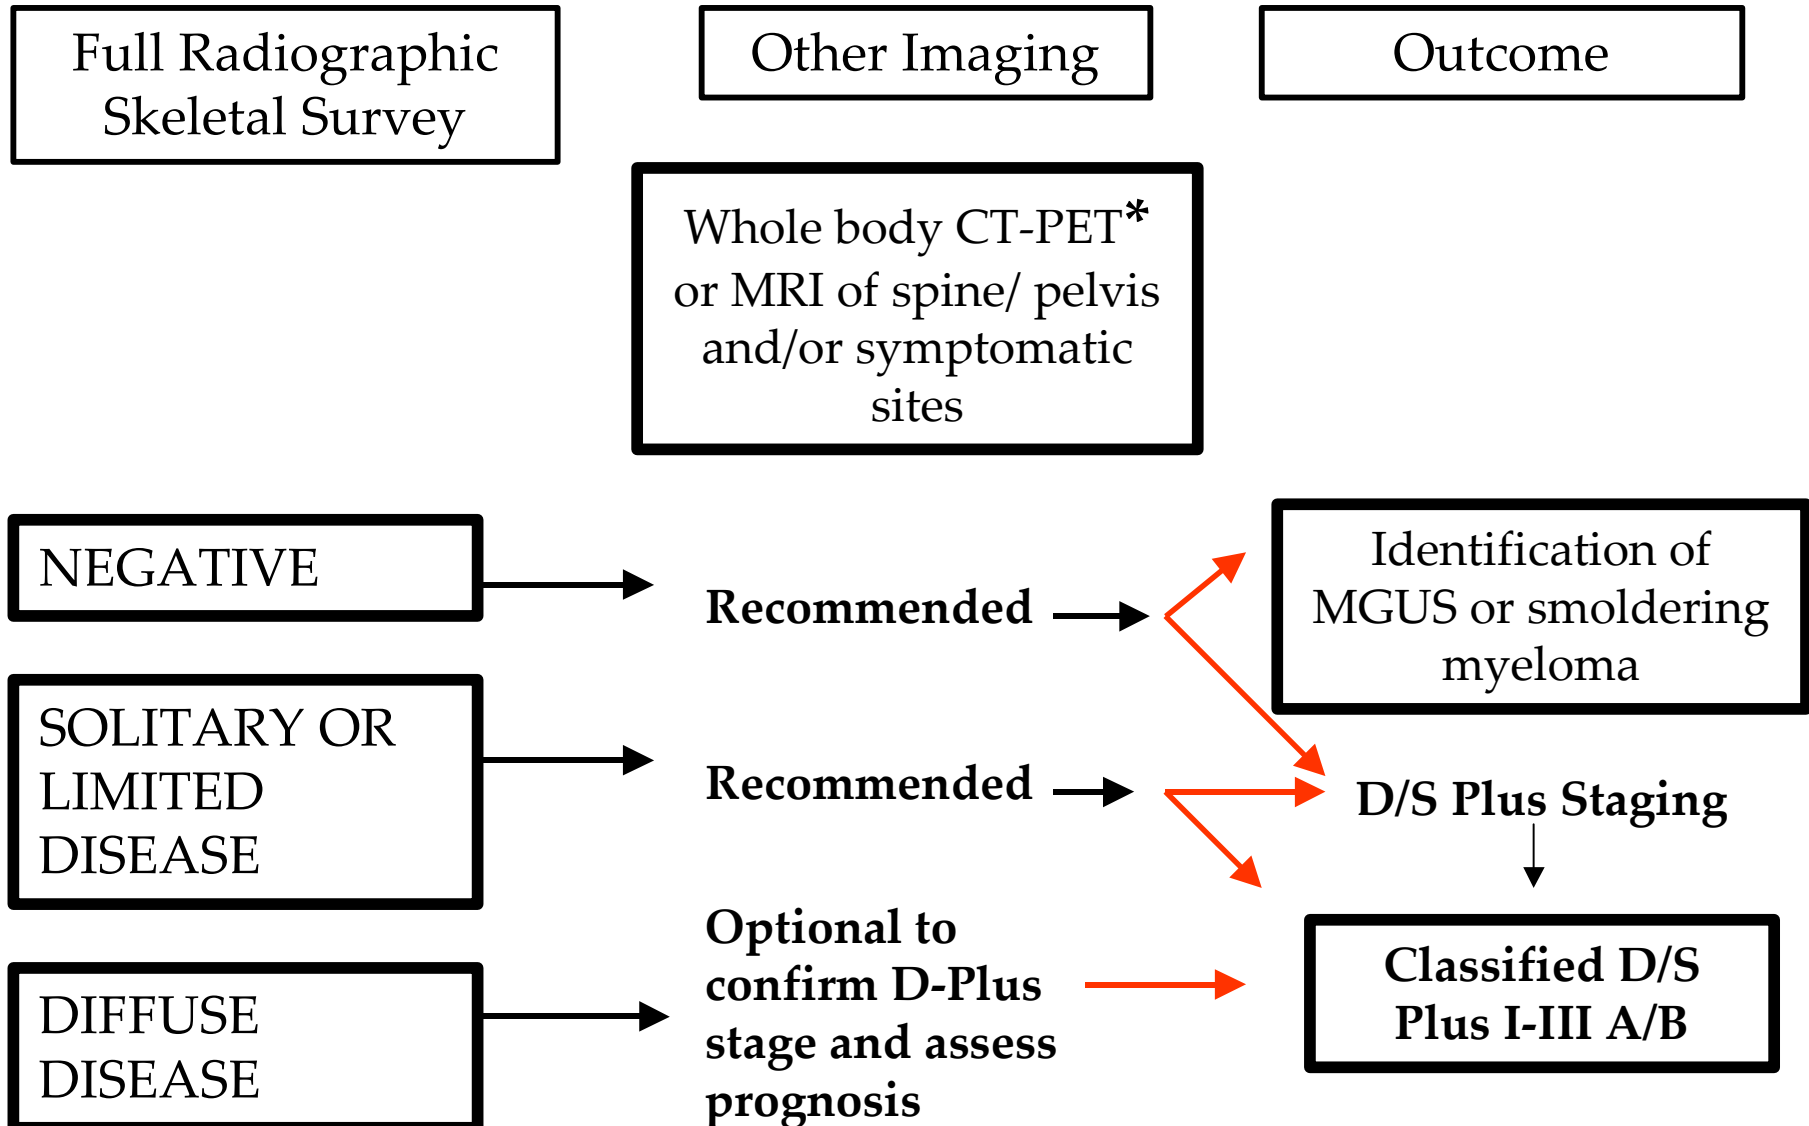 Full Radiographic
Skeletal Survey
Other Imaging
Outcome
Whole body CT-PET*
or MRI of spine/ pelvis
and/or symptomatic
sites
NEGATIVE
Recommended
Identification of
MGUS or smoldering
myeloma
SOLITARY OR
LIMITED
DISEASE
Recommended
D/S Plus Staging
DIFFUSE
DISEASE
Optional to
confirm D-Plus
stage and assess
prognosis
Classified D/S
Plus I-III A/B